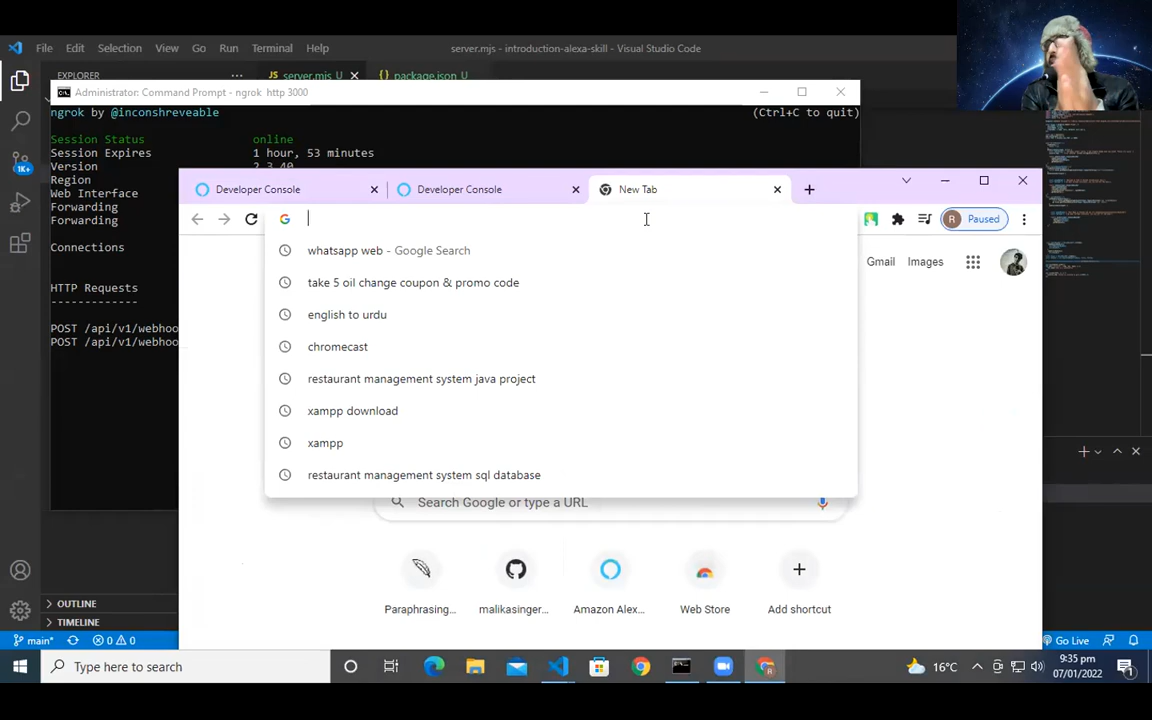 File Edit Selection View Go Run Terminal Help
server.mjs - introduction-alexa-skill - Visual Studio Code
EXPLORER
server.mjs U
package.json U
Administrator: Command Prompt - ngrok http 3000
ngrok by @inconshreveable
(Ctrl+C to quit)
Session Status online
Session Expires 1 hour, 53 minutes
Version 2.3.40
Region
Web Interface
Forwarding
Forwarding
Connections
HTTP Requests
-------------
POST /api/v1/webhoo
POST /api/v1/webhoo
Developer Console
Developer Console
New Tab
R Paused
whatsapp web - Google Search
take 5 oil change coupon & promo code
english to urdu
chromecast
restaurant management system java project
xampp download
xampp
restaurant management system sql database
Gmail Images
Search Google or type a URL
Paraphrasing...
malikasinger...
Amazon Alex...
Web Store
Add shortcut
1K+
OUTLINE
TIMELINE
main* 0 0
Go Live
Type here to search
16°C
9:35 pm
07/01/2022